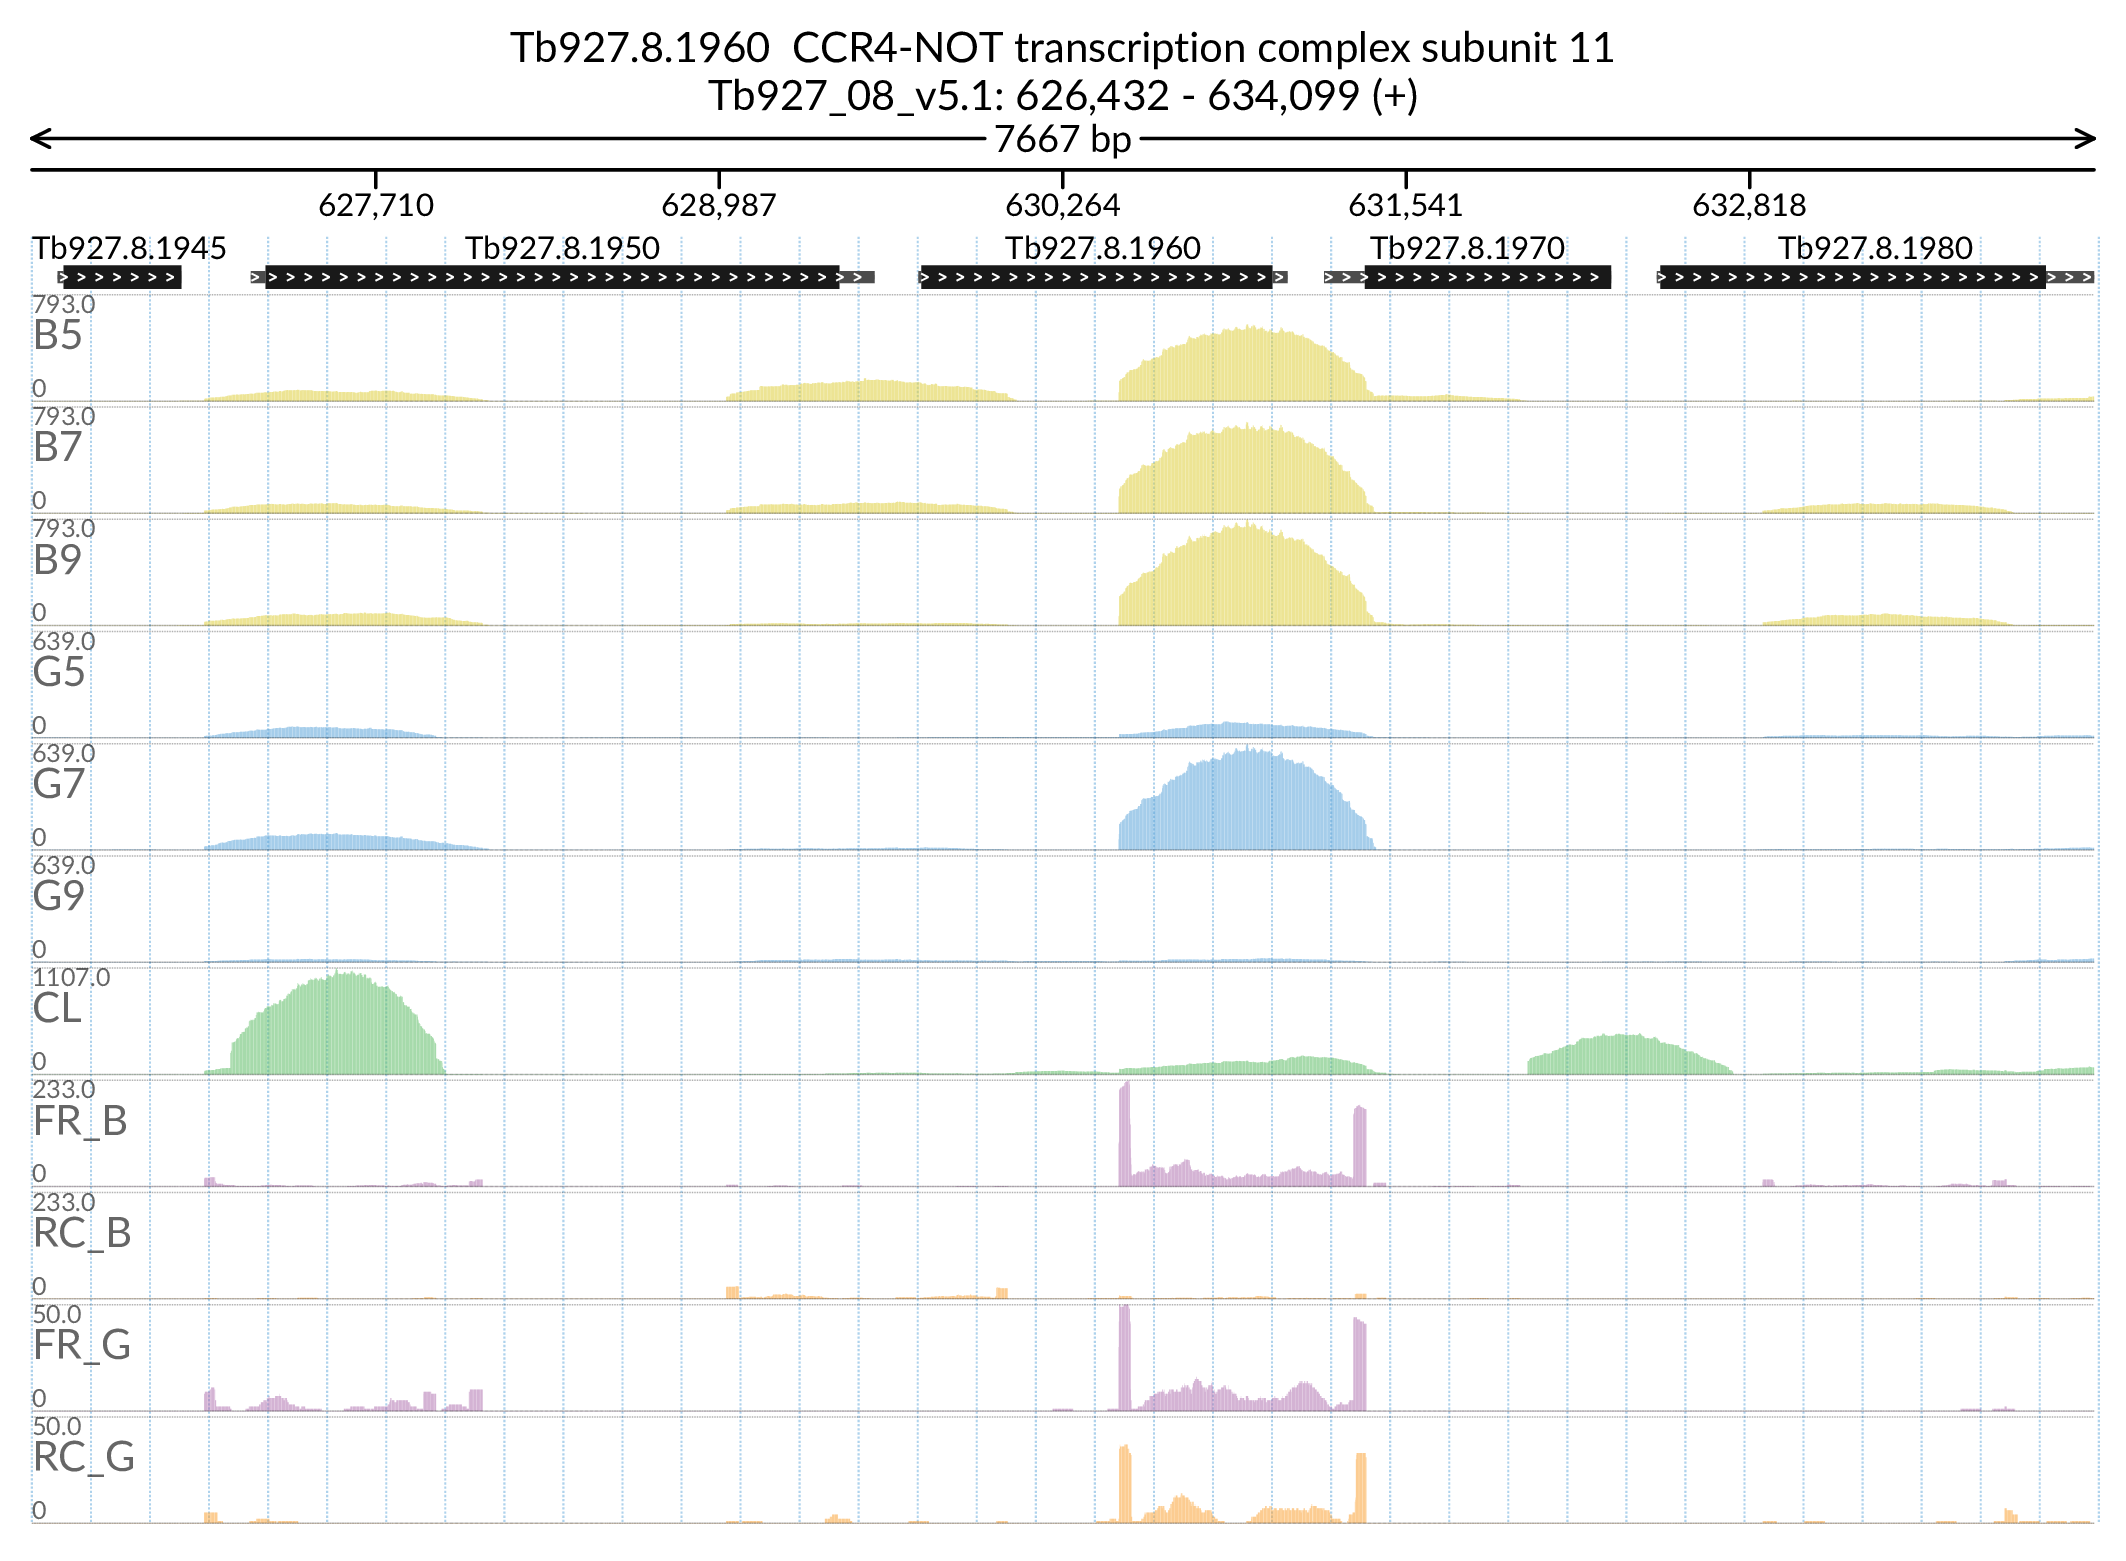 Tb927.8.1960  CCR4-NOT transcription complex subunit 11
Tb927_08_v5.1: 626,432 - 634,099 (+)
7667 bp
627,710 628,987 630,264 631,541 632,818
Tb927.8.1945 Tb927.8.1950 Tb927.8.1960 Tb927.8.1970 Tb927.8.1980
793.0
B5
0
793.0
B7
0
793.0
B9
0
639.0
G5
0
639.0
G7
0
639.0
G9
0
1107.0
CL
0
233.0
FR_B
0
233.0
RC_B
0
50.0
FR_G
0
50.0
RC_G
0